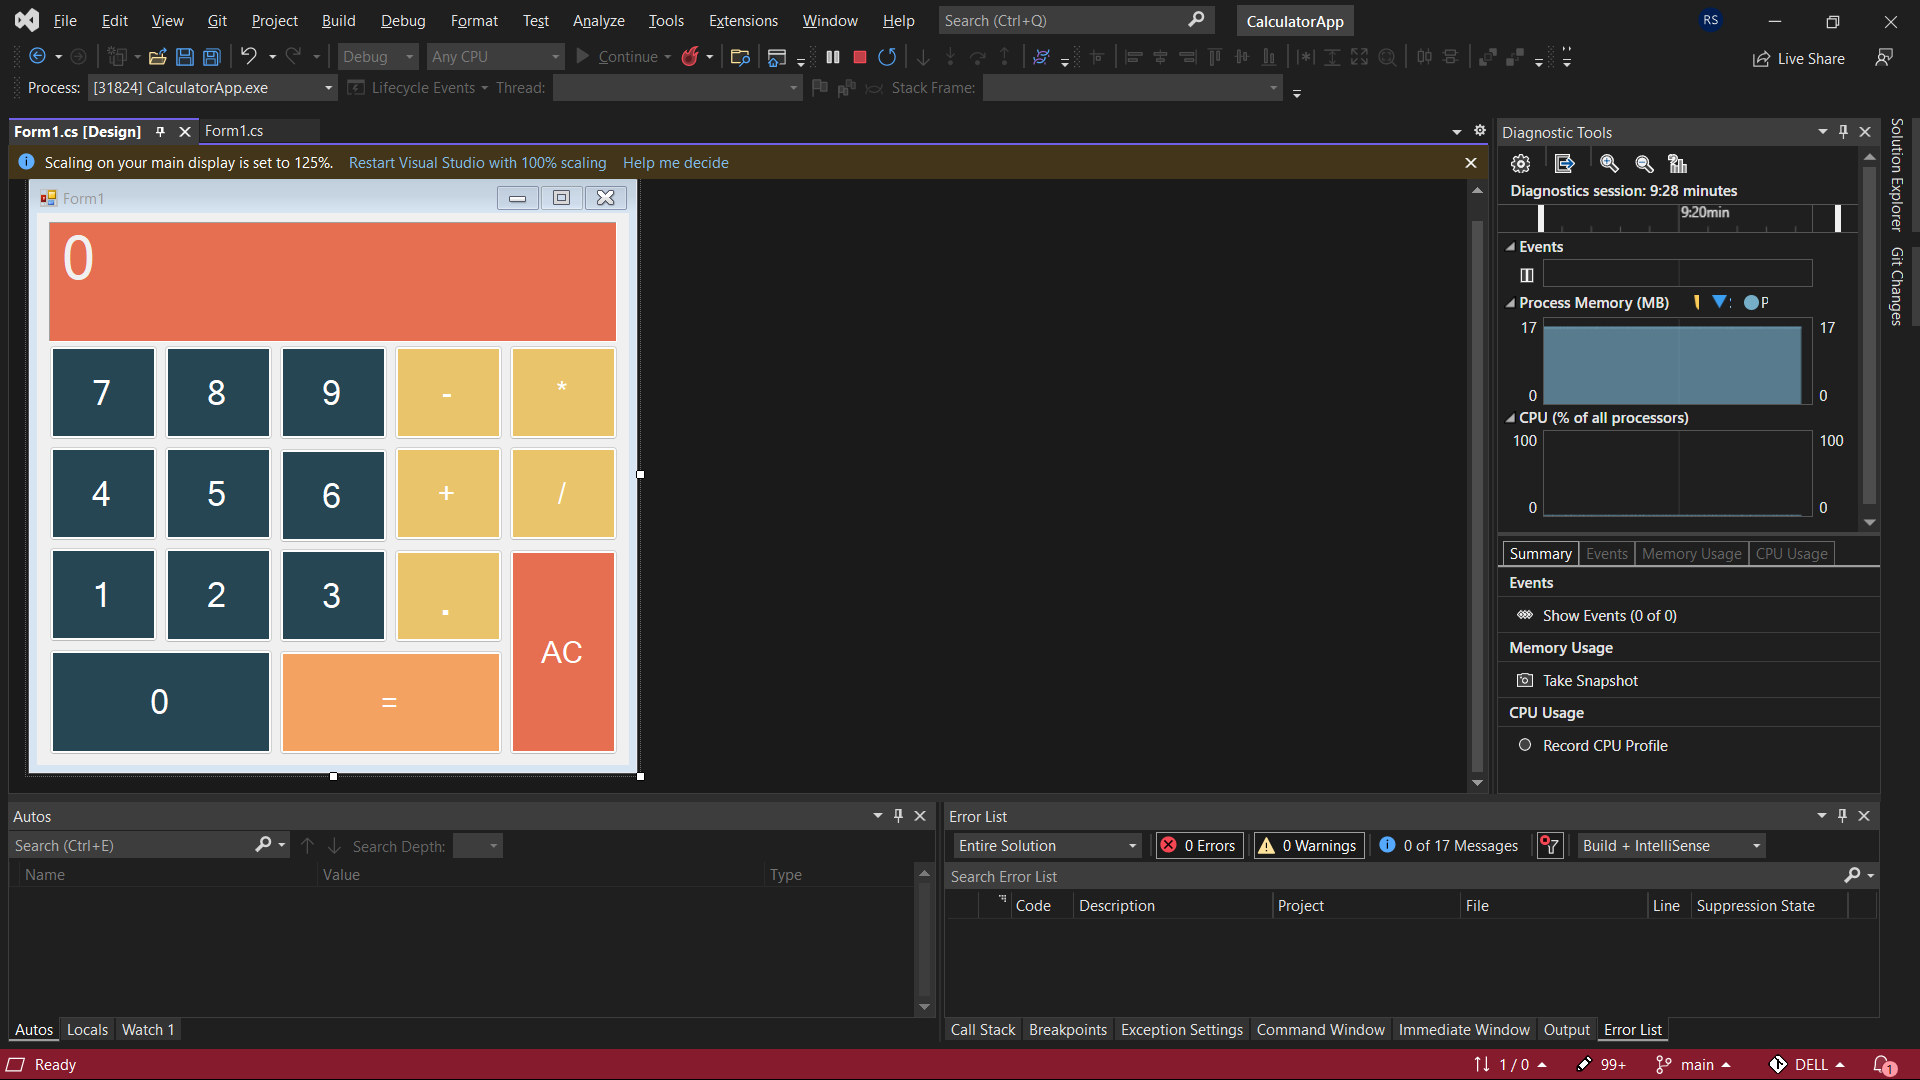 File Edit View Git Project Build Debug Format Test Analyze Tools Extensions Window Help Search (Ctrl+Q) CalculatorApp RS
Debug Any CPU Continue Live Share
Process: [31824] CalculatorApp.exe Lifecycle Events Thread: Stack Frame:
Form1.cs [Design] Form1.cs
Scaling on your main display is set to 125%. Restart Visual Studio with 100% scaling Help me decide
Form1
0
7 8 9 - *
4 5 6 + /
1 2 3 .
AC
0 =
Diagnostic Tools
Diagnostics session: 9:28 minutes
9:20min
Events
Process Memory (MB) P
17 17
0 0
CPU (% of all processors)
100 100
0 0
Summary Events Memory Usage CPU Usage
Events
Show Events (0 of 0)
Memory Usage
Take Snapshot
CPU Usage
Record CPU Profile
Solution Explorer
Git Changes
Autos
Search (Ctrl+E) Search Depth:
Name Value Type
Autos Locals Watch 1
Error List
Entire Solution 0 Errors 0 Warnings 0 of 17 Messages Build + IntelliSense
Search Error List
Code Description Project File Line Suppression State
Call Stack Breakpoints Exception Settings Command Window Immediate Window Output Error List
Ready 1 / 0 99+ main DELL 1